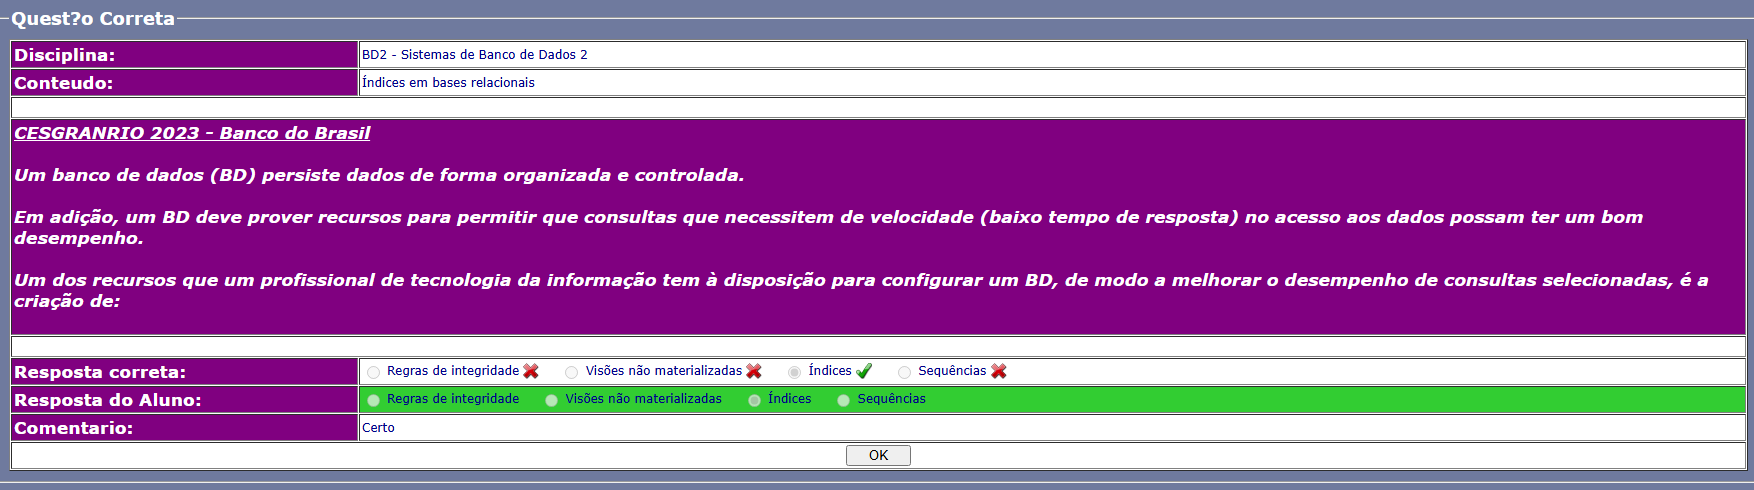 Quest?o Correta
Disciplina: BD2 - Sistemas de Banco de Dados 2
Conteudo: Índices em bases relacionais
CESGRANRIO 2023 - Banco do Brasil
Um banco de dados (BD) persiste dados de forma organizada e controlada.
Em adição, um BD deve prover recursos para permitir que consultas que necessitem de velocidade (baixo tempo de resposta) no acesso aos dados possam ter um bom
desempenho.
Um dos recursos que um profissional de tecnologia da informação tem à disposição para configurar um BD, de modo a melhorar o desempenho de consultas selecionadas, é a
criação de:
Resposta correta: Regras de integridade Visões não materializadas Índices Sequências
Resposta do Aluno: Regras de integridade Visões não materializadas Índices Sequências
Comentario: Certo
OK